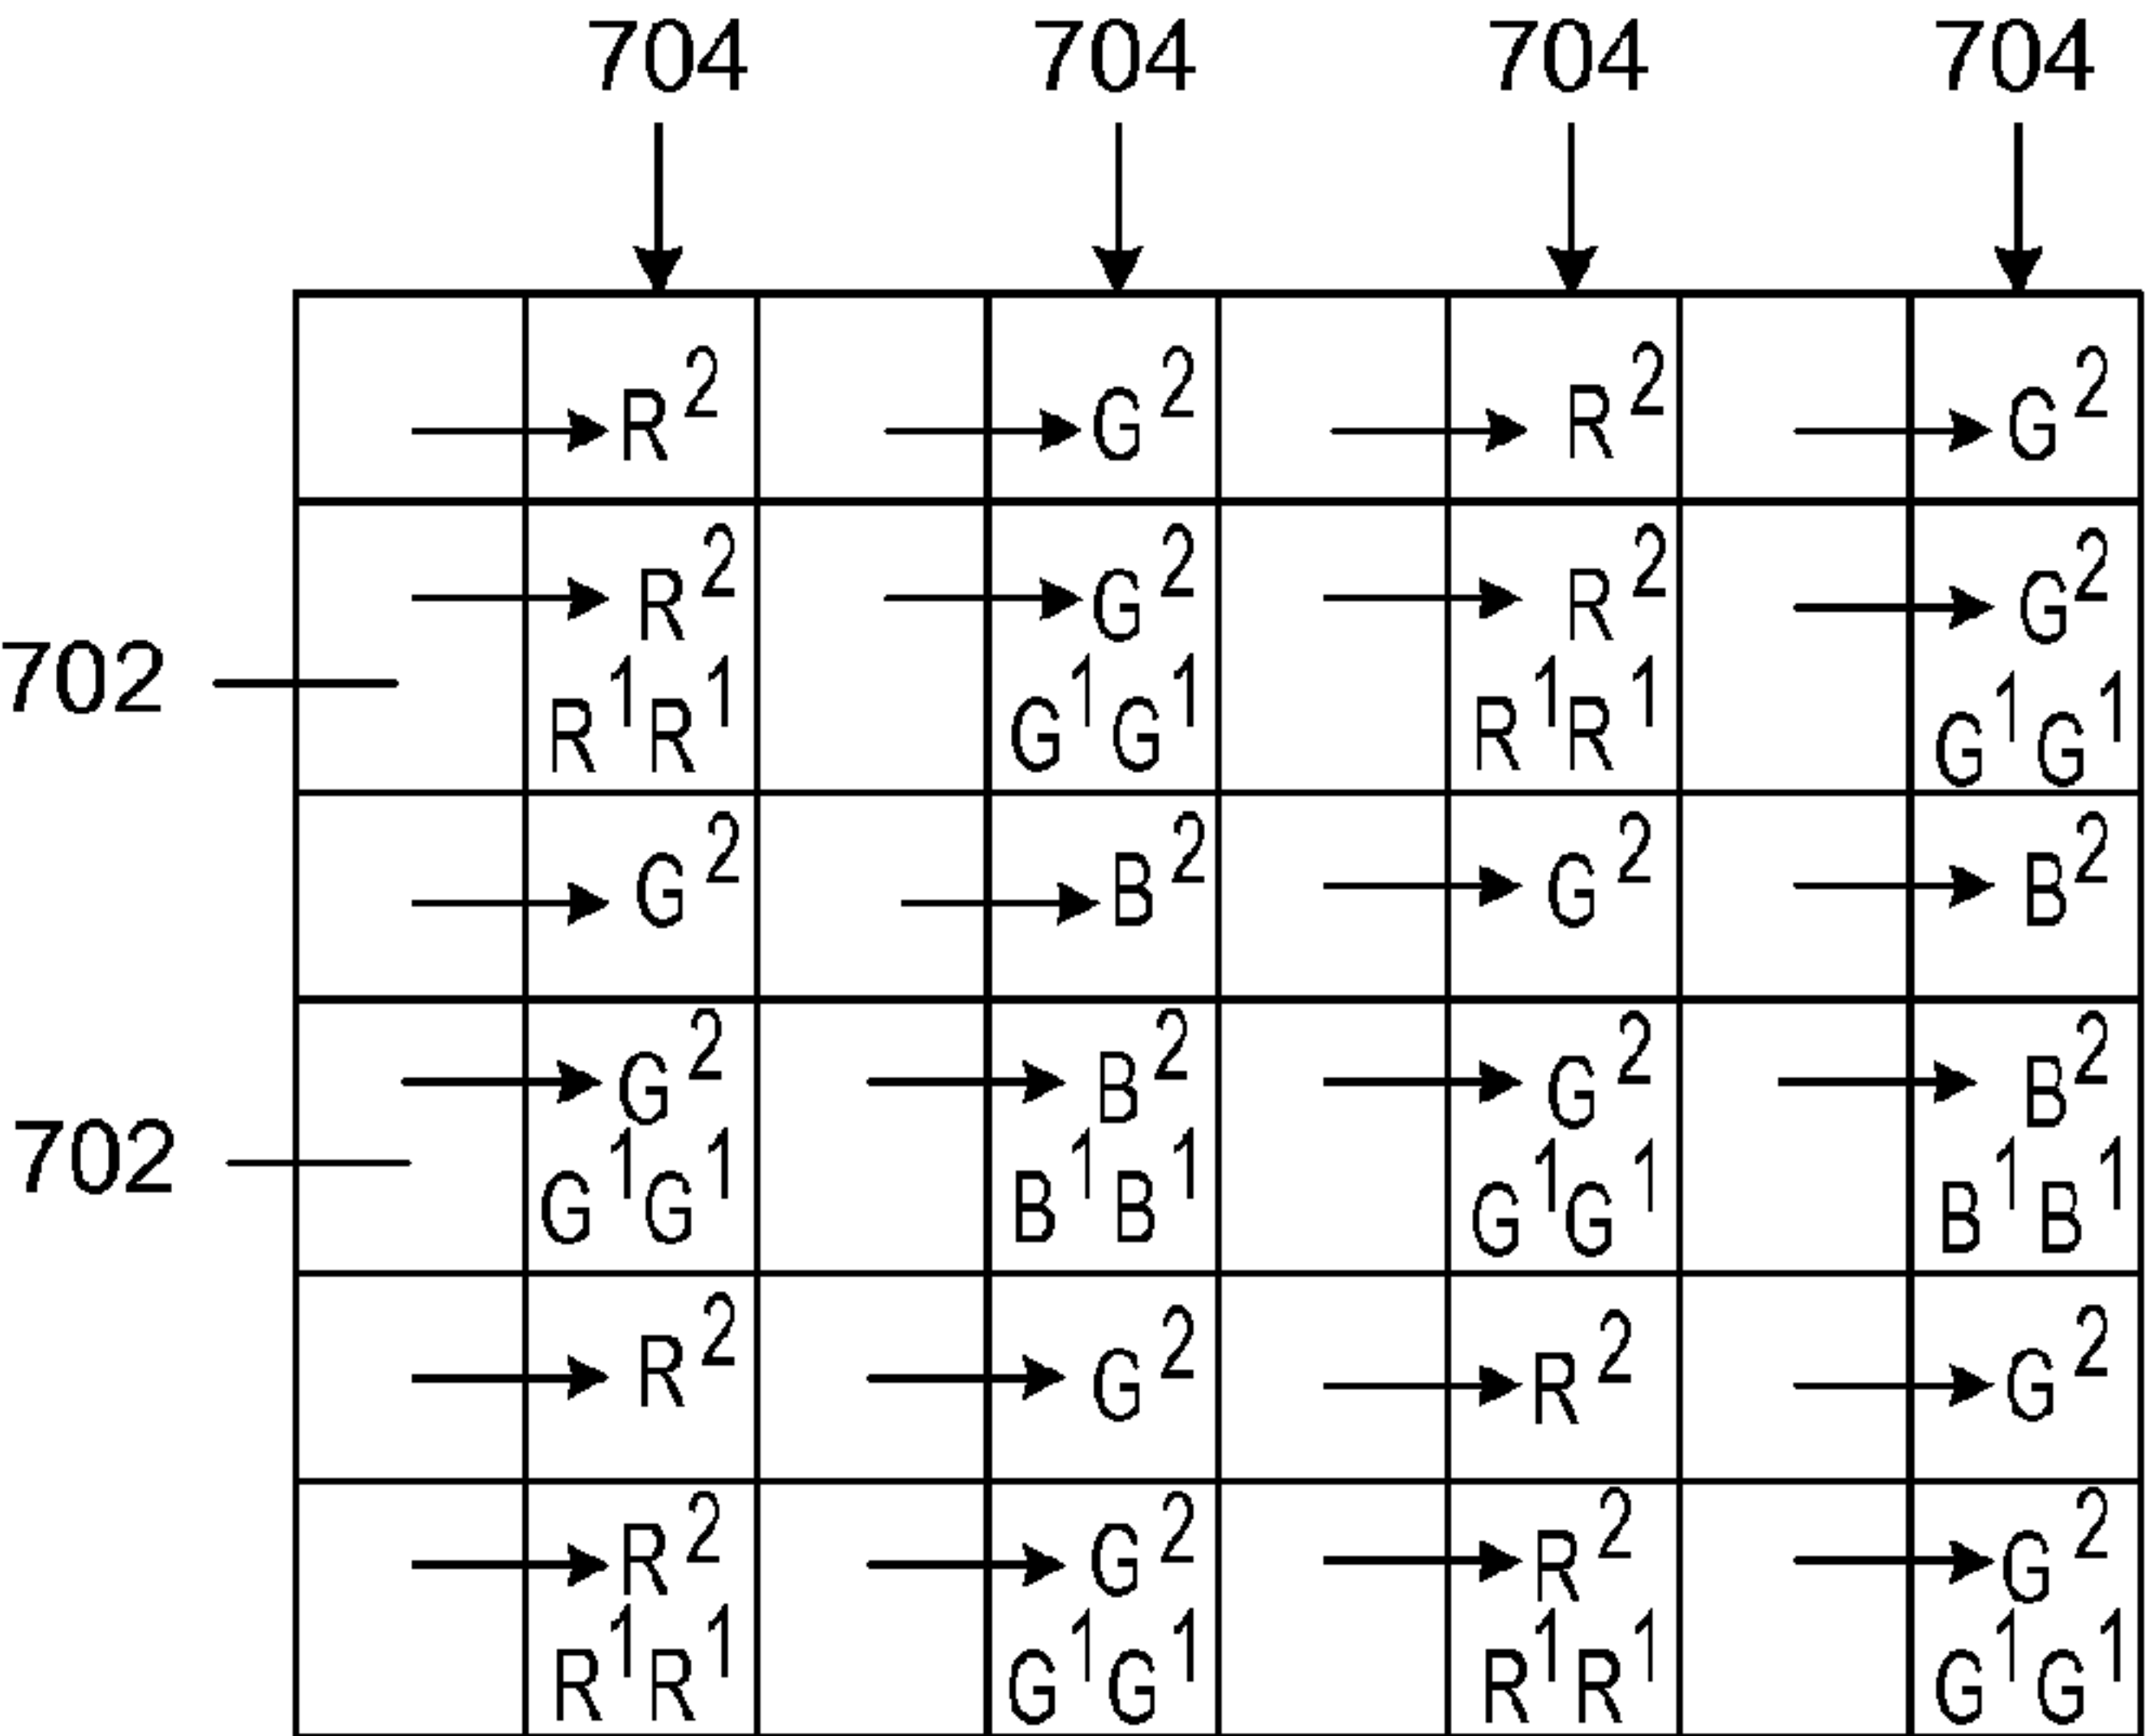 704 704 704 704
R² G² R² G²
R² G² R² G²
702
R¹R¹ G¹G¹ R¹R¹ G¹G¹
G² B² G² B²
G² B² G² B²
702
G¹G¹ B¹B¹ G¹G¹ B¹B¹
R² G² R² G²
R² G² R² G²
R¹R¹ G¹G¹ R¹R¹ G¹G¹